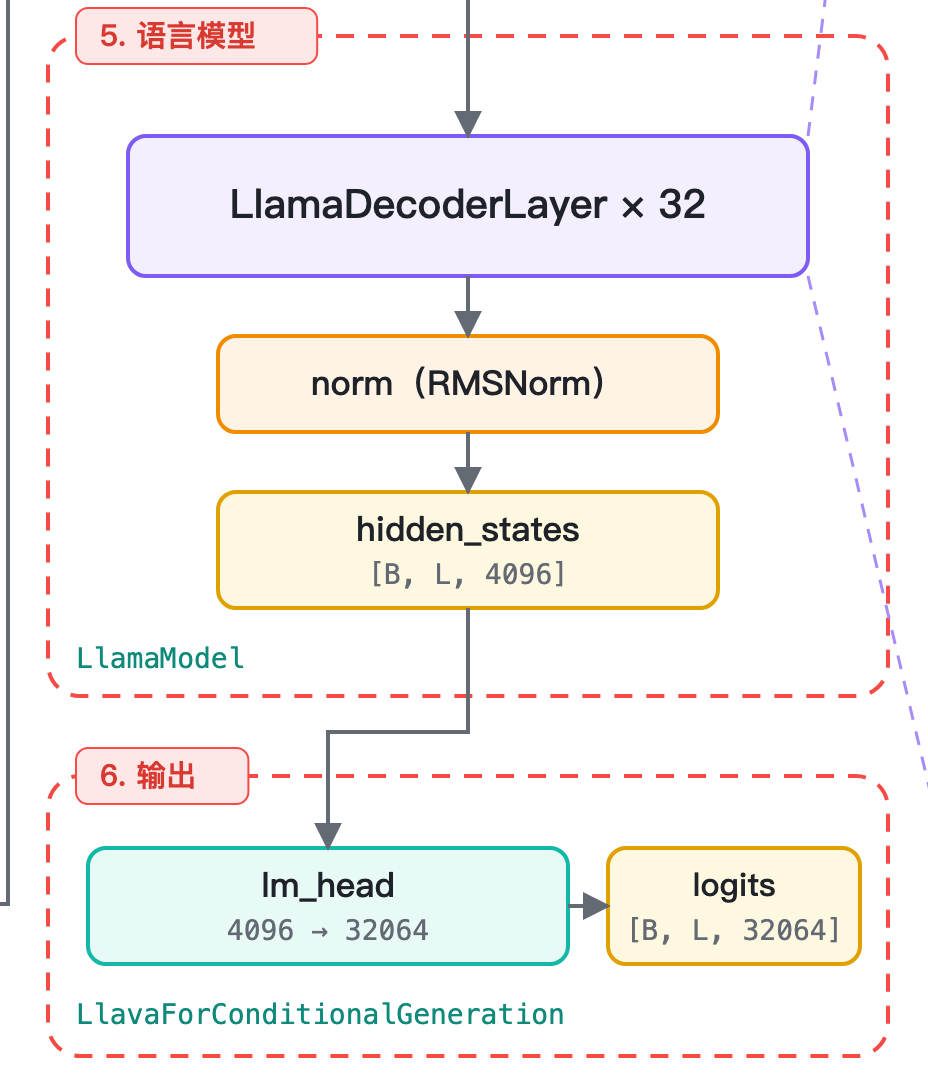 5. 语言模型
LlamaDecoderLayer × 32
norm（RMSNorm）
hidden_states
[B, L, 4096]
LlamaModel
6. 输出
lm_head
4096 → 32064
logits
[B, L, 32064]
LlavaForConditionalGeneration